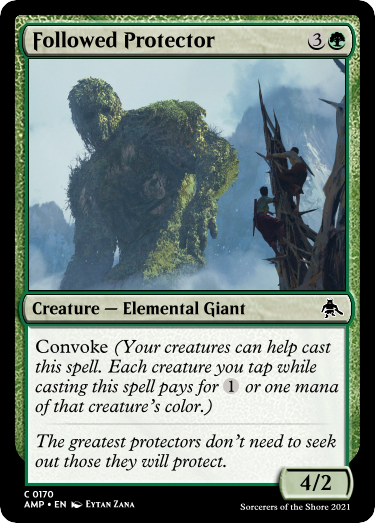 Followed Protector 3
Creature — Elemental Giant
Convoke (Your creatures can help cast
this spell. Each creature you tap while
casting this spell pays for 1 or one mana
of that creature's color.)
The greatest protectors don't need to seek
out those they will protect.
4/2
C 0170
AMP • EN Eytan Zana
Sorcerers of the Shore 2021